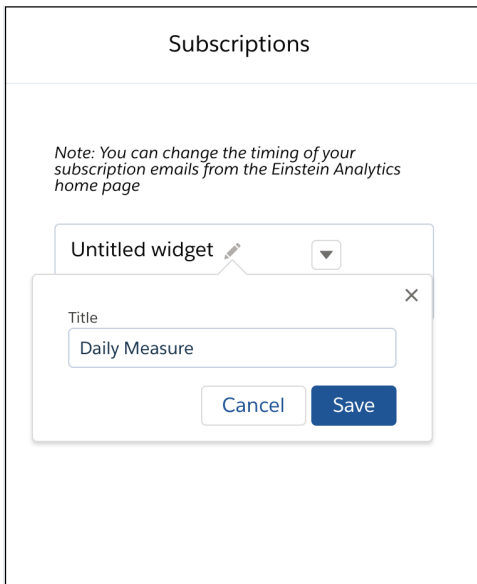 Subscriptions
Note: You can change the timing of your
subscription emails from the Einstein Analytics
home page
Untitled widget
Title
Daily Measure
Cancel
Save